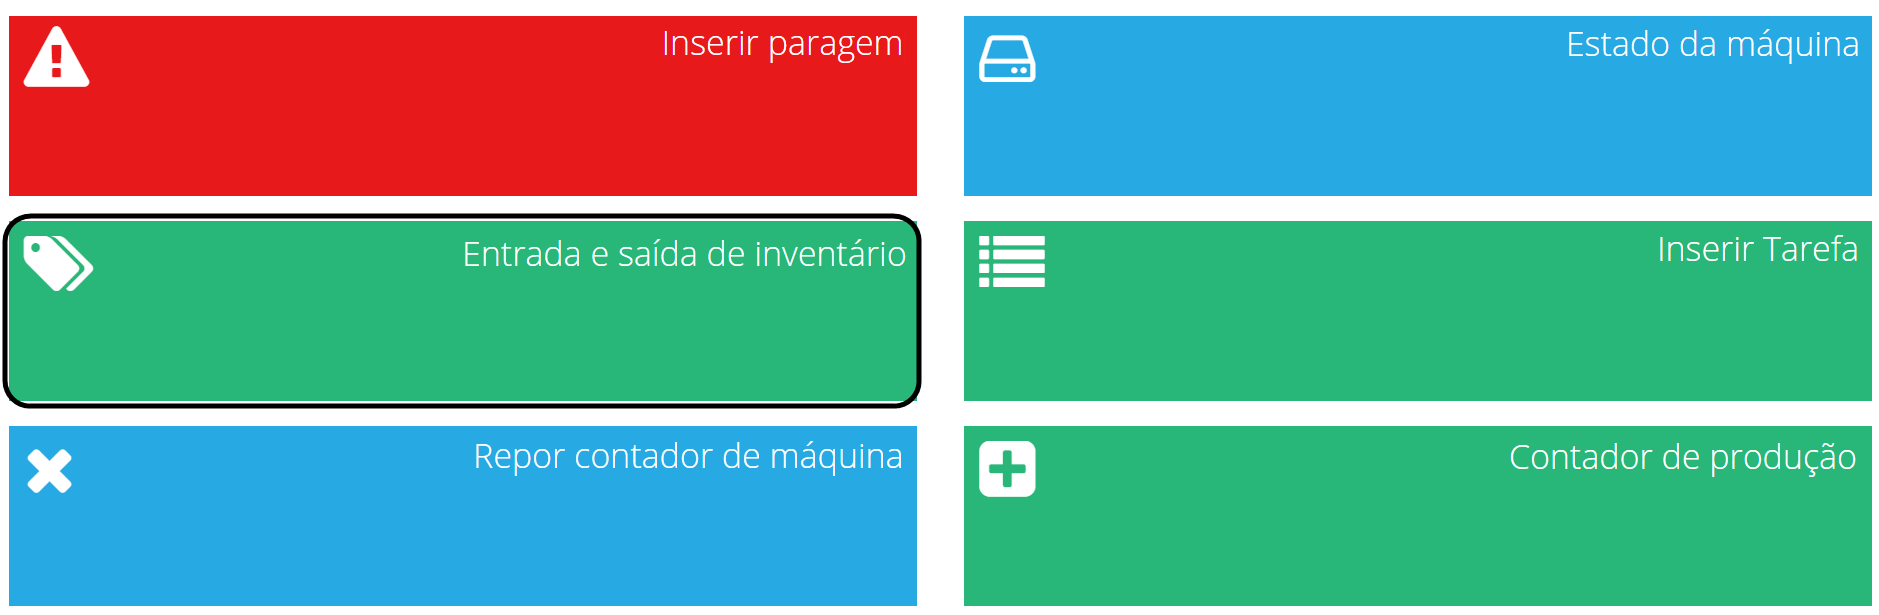 Inserir paragem
Estado da máquina
Entrada e saída de inventário
Inserir Tarefa
Repor contador de máquina
Contador de produção